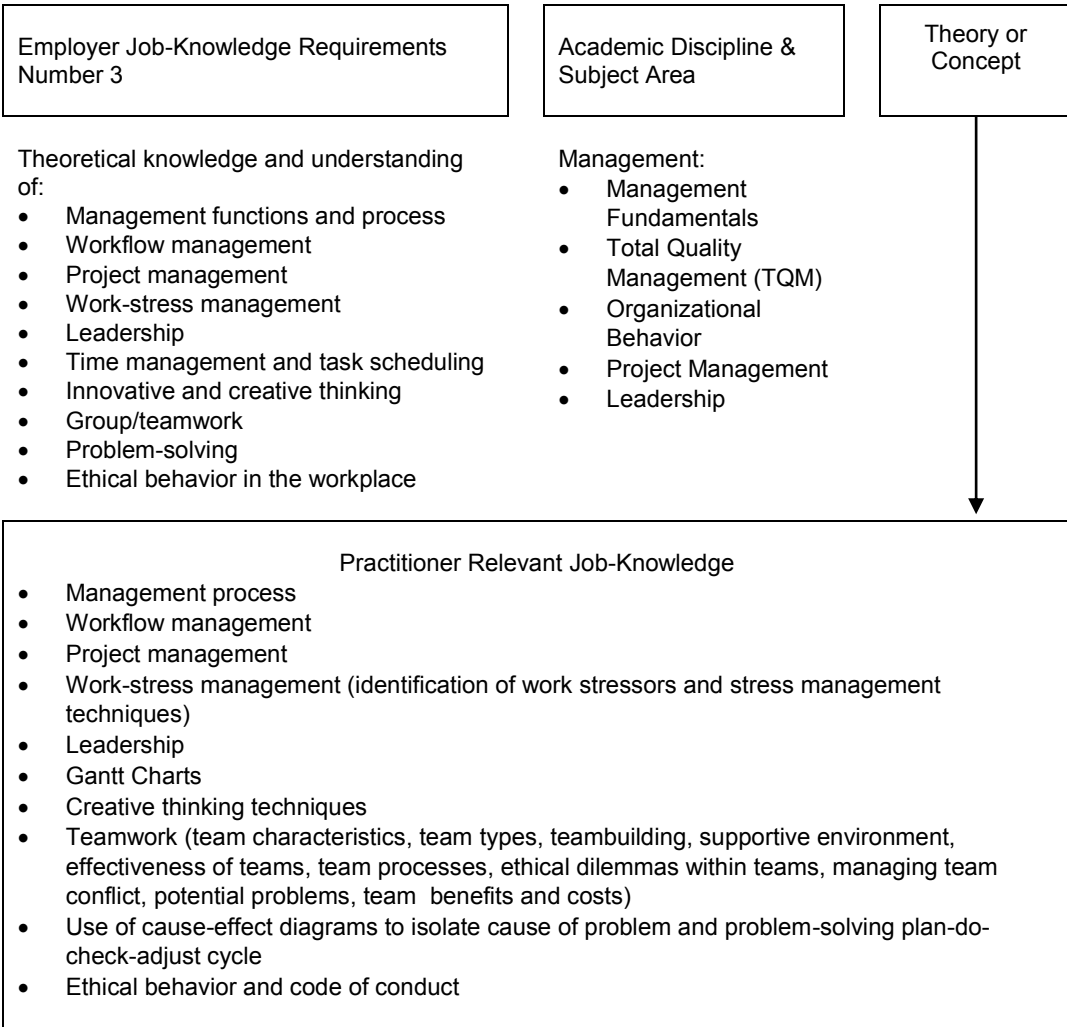 Employer Job-Knowledge Requirements
Number 3
Academic Discipline &
Subject Area
Theory or
Concept
Theoretical knowledge and understanding
of:
• Management functions and process
• Workflow management
• Project management
• Work-stress management
• Leadership
• Time management and task scheduling
• Innovative and creative thinking
• Group/teamwork
• Problem-solving
• Ethical behavior in the workplace
Management:
• Management
Fundamentals
• Total Quality
Management (TQM)
• Organizational
Behavior
• Project Management
• Leadership
Practitioner Relevant Job-Knowledge
• Management process
• Workflow management
• Project management
• Work-stress management (identification of work stressors and stress management
techniques)
• Leadership
• Gantt Charts
• Creative thinking techniques
• Teamwork (team characteristics, team types, teambuilding, supportive environment,
effectiveness of teams, team processes, ethical dilemmas within teams, managing team
conflict, potential problems, team benefits and costs)
• Use of cause-effect diagrams to isolate cause of problem and problem-solving plan-do-
check-adjust cycle
• Ethical behavior and code of conduct